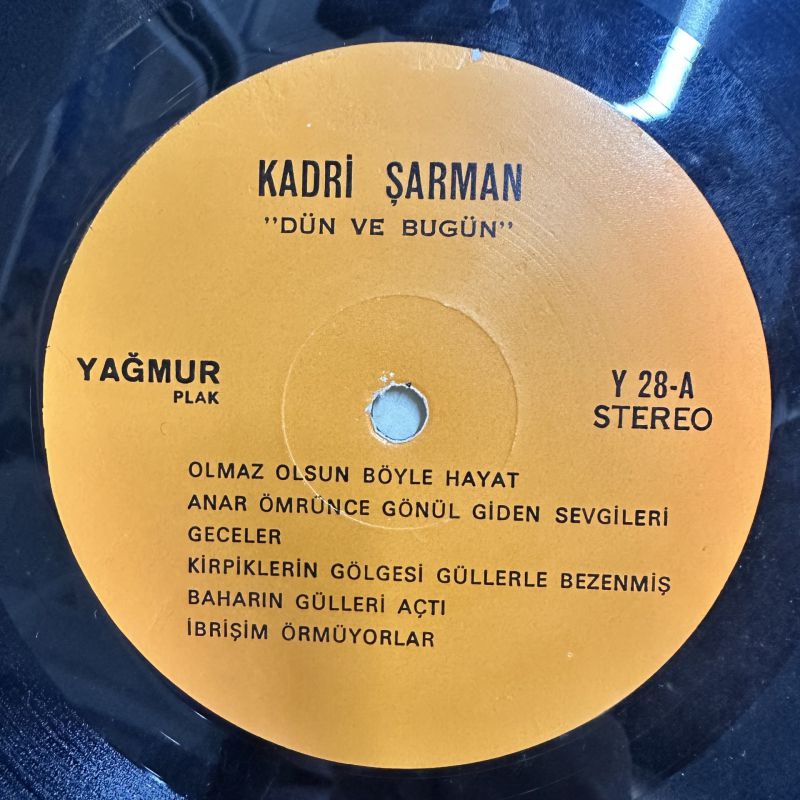 KADRİ ŞARMAN
"DÜN VE BUGÜN"
YAĞMUR
PLAK
Y 28-A
STEREO
OLMAZ OLSUN BÖYLE HAYAT
ANAR ÖMRÜNCE GÖNÜL GİDEN SEVGİLERİ
GECELER
KİRPİKLERİN GÖLGESİ GÜLLERLE BEZENMİŞ
BAHARIN GÜLLERİ AÇTI
İBRİŞİM ÖRMÜYORLAR